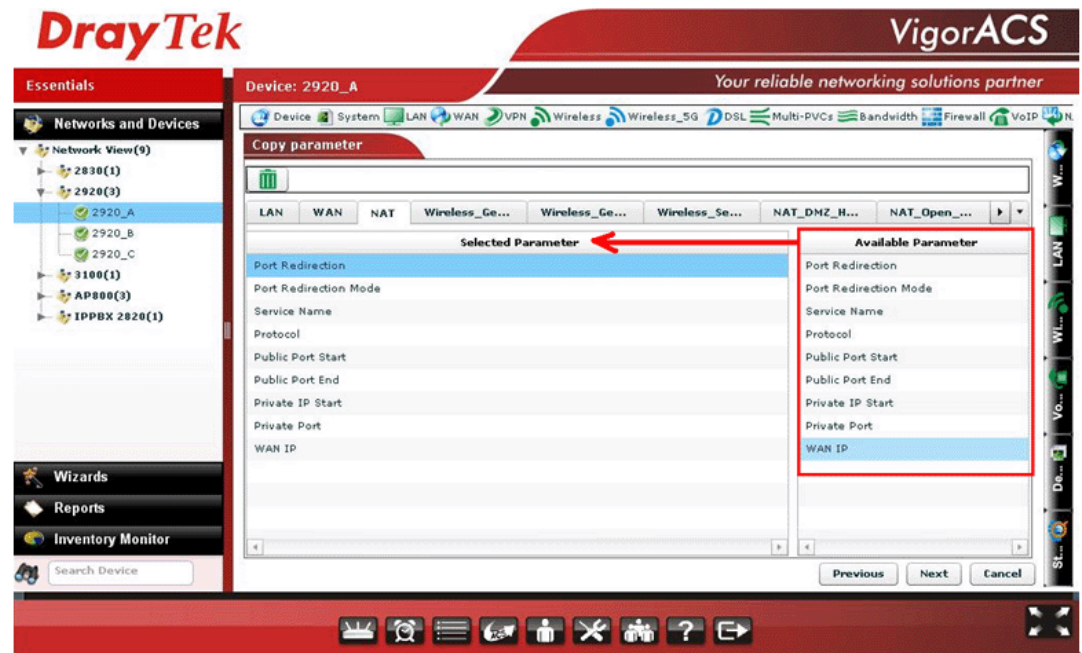 DrayTek
VigorACS
Essentials
Device: 2920_A
Your reliable networking solutions partner
Networks and Devices
Device System LAN WAN VPN Wireless Wireless_5G DSL Multi-PVCs Bandwidth Firewall VoIP N.
Network View(9)
2830(1)
2920(3)
2920_A
2920_B
2920_C
3100(1)
AP800(3)
IPPBX 2820(1)
Wizards
Reports
Inventory Monitor
Search Device
Copy parameter
LAN WAN NAT Wireless_Ge... Wireless_Ge... Wireless_Se... NAT_DMZ_H... NAT_Open_...
Selected Parameter
Port Redirection
Port Redirection Mode
Service Name
Protocol
Public Port Start
Public Port End
Private IP Start
Private Port
WAN IP
Available Parameter
Port Redirection
Port Redirection Mode
Service Name
Protocol
Public Port Start
Public Port End
Private IP Start
Private Port
WAN IP
Previous Next Cancel
W...
LAN
Wi...
Vo...
De...
St...
?